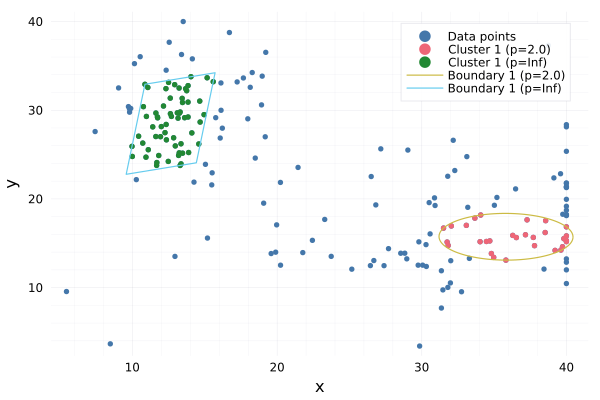 40
30
20
10
y
10
20
30
40
x
Data points
Cluster 1 (p=2.0)
Cluster 1 (p=Inf)
Boundary 1 (p=2.0)
Boundary 1 (p=Inf)